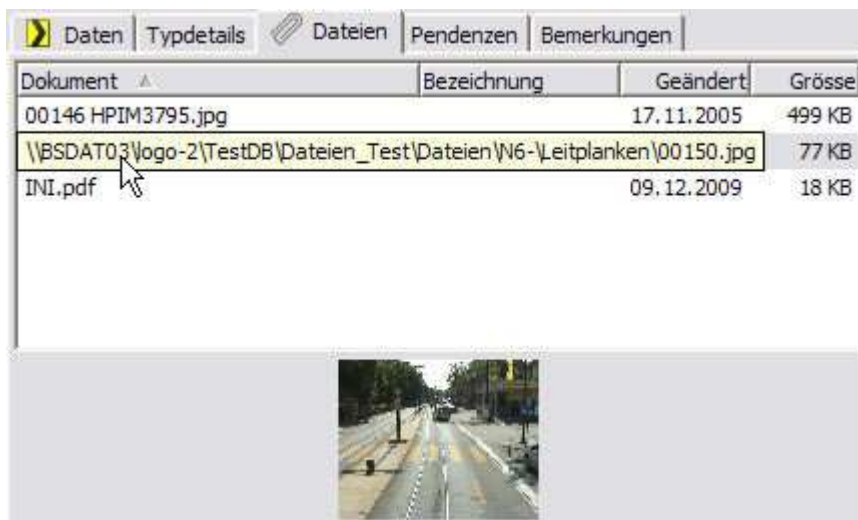 Daten Typdetails Dateien Pendenzen Bemerkungen
Dokument Bezeichnung Geändert Grösse
00146 HPIM3795.jpg 17.11.2005 499 KB
\\BSDAT03\logo-2\TestDB\Dateien_Test\Dateien\N6-\Leitplanken\00150.jpg 77 KB
INI.pdf 09.12.2009 18 KB